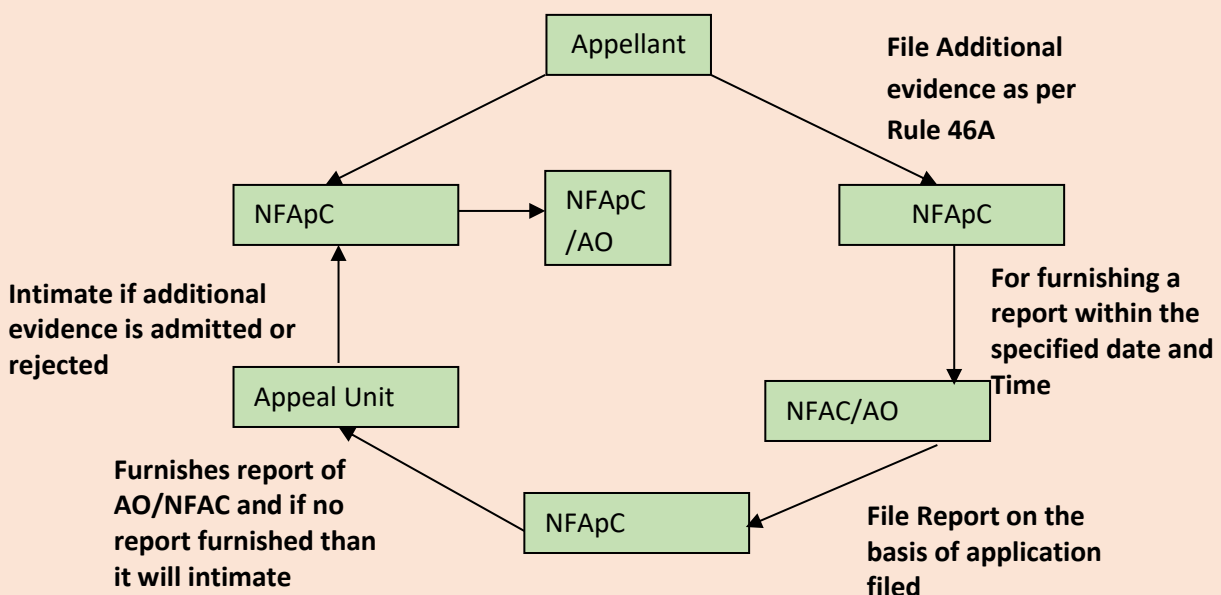 Appellant
File Additional
evidence as per
Rule 46A
NFApC
NFApC
/AO
NFApC
Intimate if additional
evidence is admitted or
rejected
For furnishing a
report within the
specified date and
Time
Appeal Unit
NFAC/AO
Furnishes report of
AO/NFAC and if no
report furnished than
it will intimate
NFApC
File Report on the
basis of application
filed